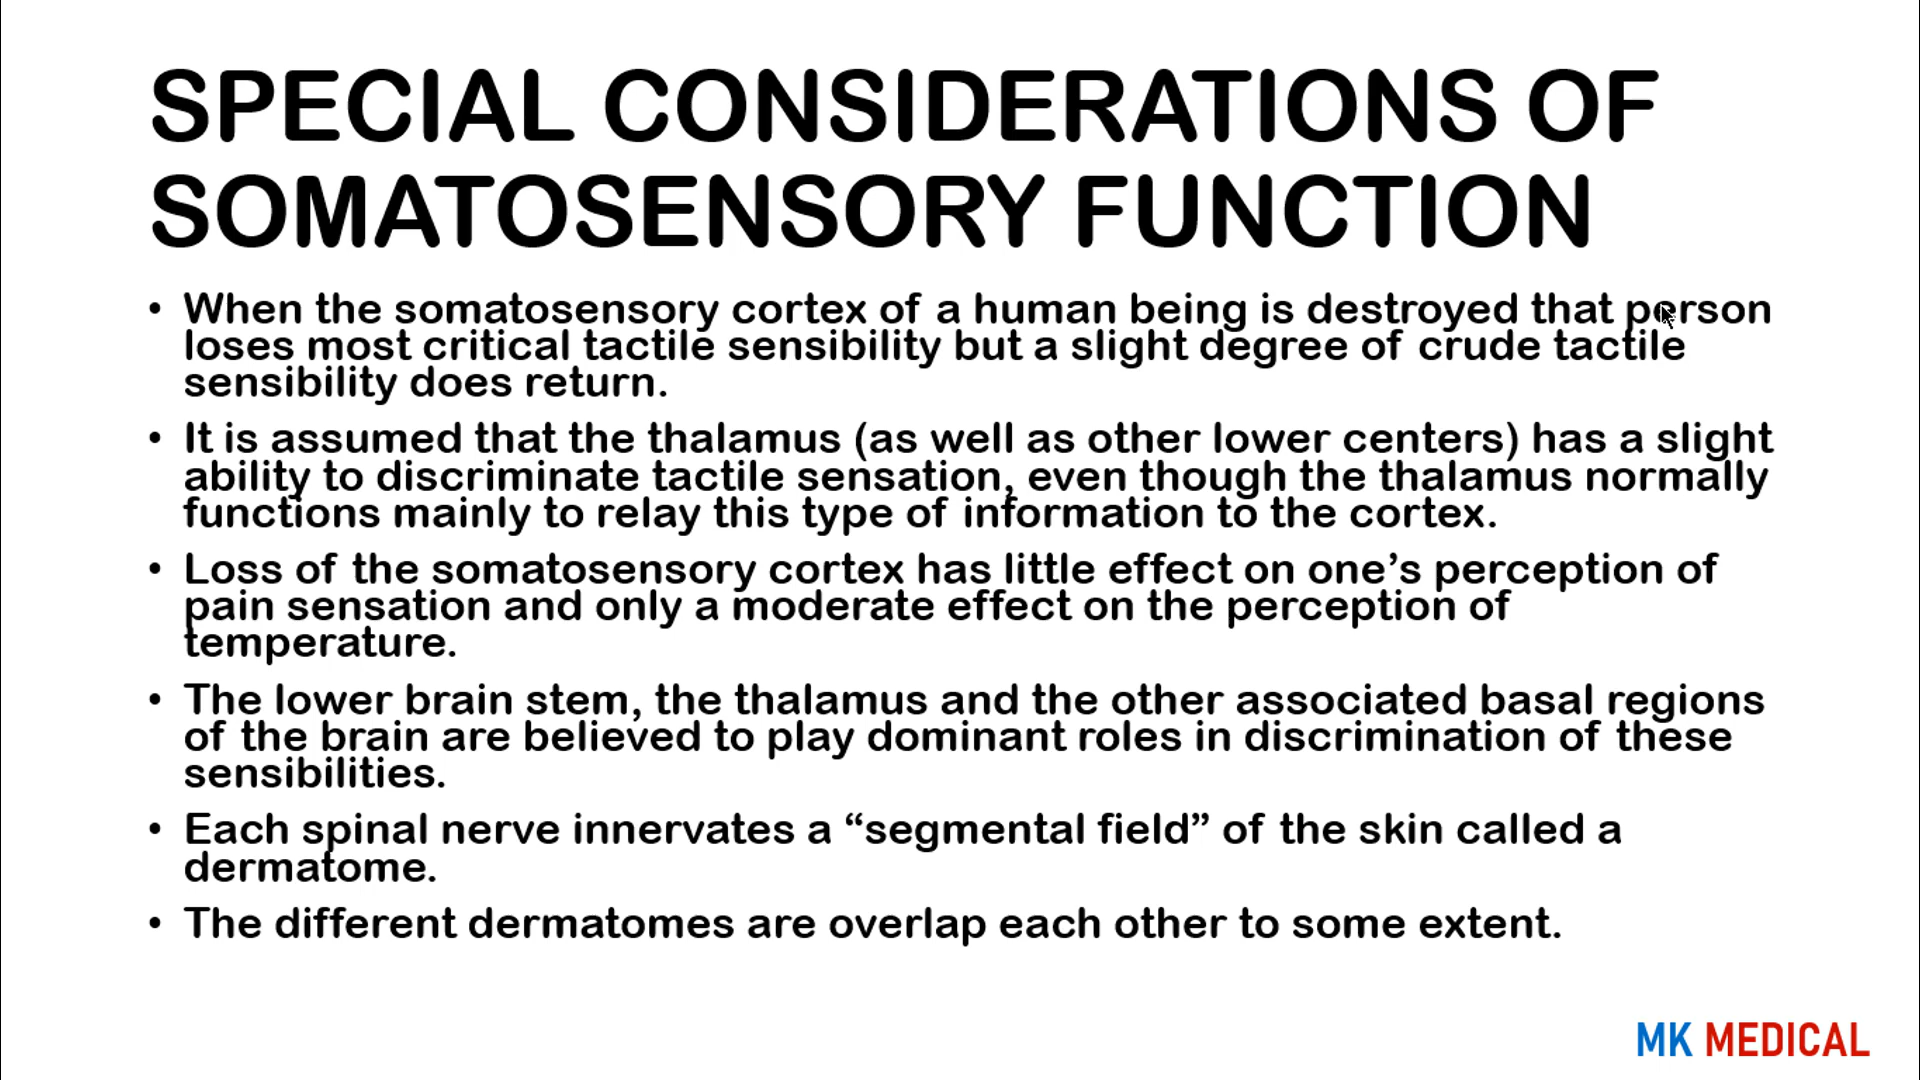 SPECIAL CONSIDERATIONS OF
SOMATOSENSORY FUNCTION
• When the somatosensory cortex of a human being is destroyed that person
loses most critical tactile sensibility but a slight degree of crude tactile
sensibility does return.
• It is assumed that the thalamus (as well as other lower centers) has a slight
ability to discriminate tactile sensation, even though the thalamus normally
functions mainly to relay this type of information to the cortex.
• Loss of the somatosensory cortex has little effect on one’s perception of
pain sensation and only a moderate effect on the perception of
temperature.
• The lower brain stem, the thalamus and the other associated basal regions
of the brain are believed to play dominant roles in discrimination of these
sensibilities.
• Each spinal nerve innervates a “segmental field” of the skin called a
dermatome.
• The different dermatomes are overlap each other to some extent.
MK MEDICAL